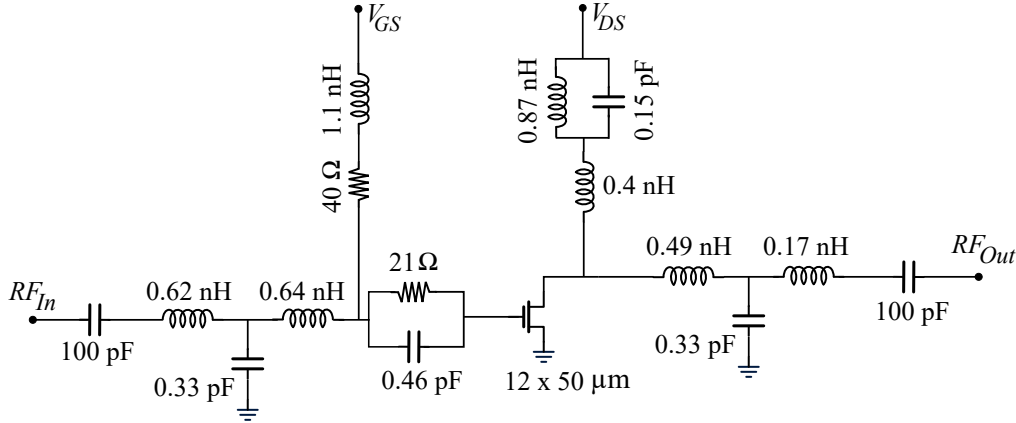 V_GS
V_DS
1.1 nH
0.87 nH
0.15 pF
40 Ω
0.4 nH
RF_In
0.62 nH
0.64 nH
21Ω
0.49 nH
0.17 nH
RF_Out
100 pF
0.33 pF
0.46 pF
12 x 50 µm
0.33 pF
100 pF